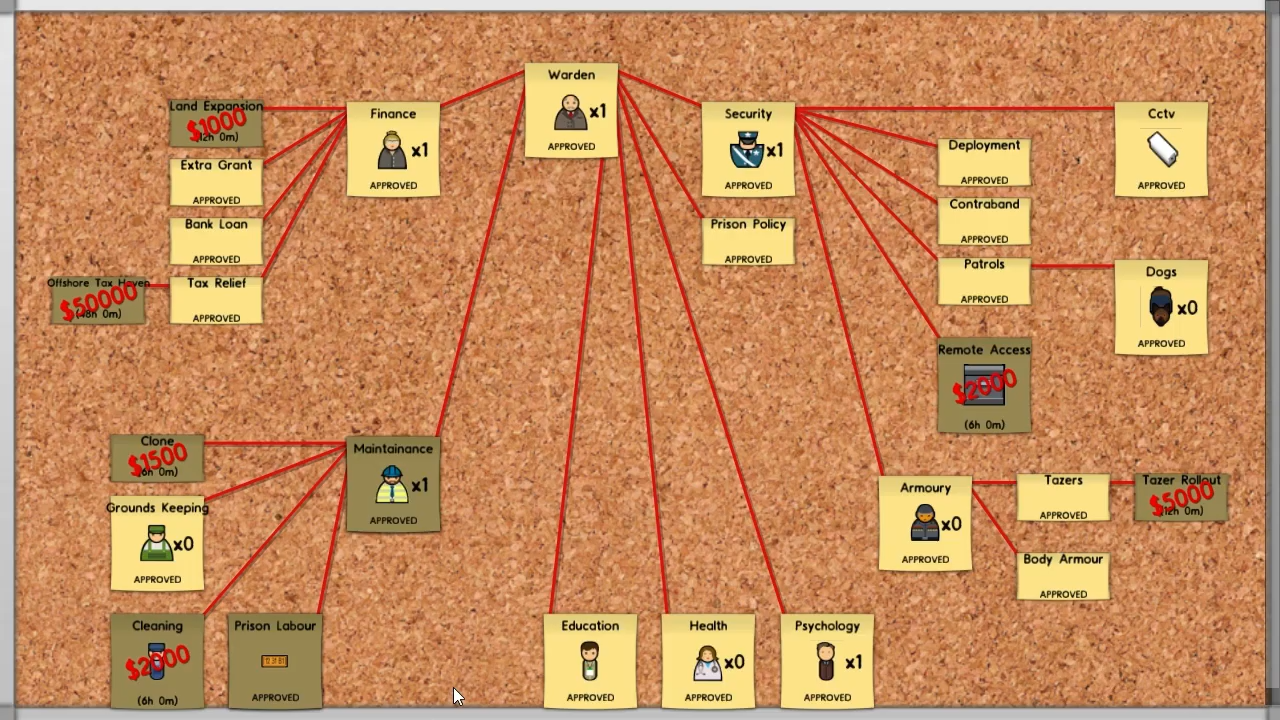 Warden
x1
APPROVED
Land Expansion
$1000
(12h 0m)
Finance
x1
APPROVED
Security
x1
APPROVED
Cctv
APPROVED
Extra Grant
APPROVED
Deployment
APPROVED
Bank Loan
APPROVED
Prison Policy
APPROVED
Contraband
APPROVED
Offshore Tax Haven
$50000
(48h 0m)
Tax Relief
APPROVED
Patrols
APPROVED
Dogs
x0
APPROVED
Remote Access
$2000
(6h 0m)
Clone
$1500
(6h 0m)
Maintainance
x1
APPROVED
Grounds Keeping
x0
APPROVED
Armoury
x0
APPROVED
Tazers
APPROVED
Tazer Rollout
$5000
(12h 0m)
Body Armour
APPROVED
Cleaning
$2000
(6h 0m)
Prison Labour
APPROVED
Education
APPROVED
Health
x0
APPROVED
Psychology
x1
APPROVED